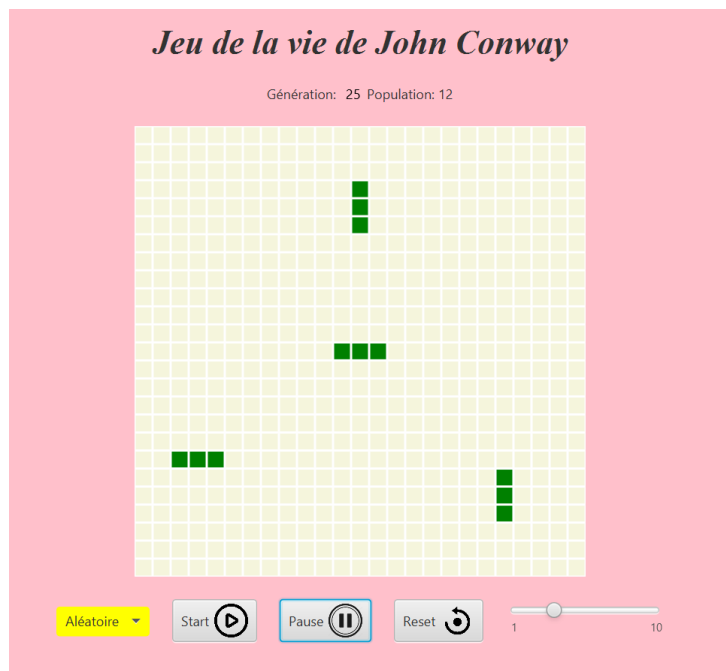 Jeu de la vie de John Conway
Génération: 25 Population: 12
Aléatoire Start Pause Reset
1 10